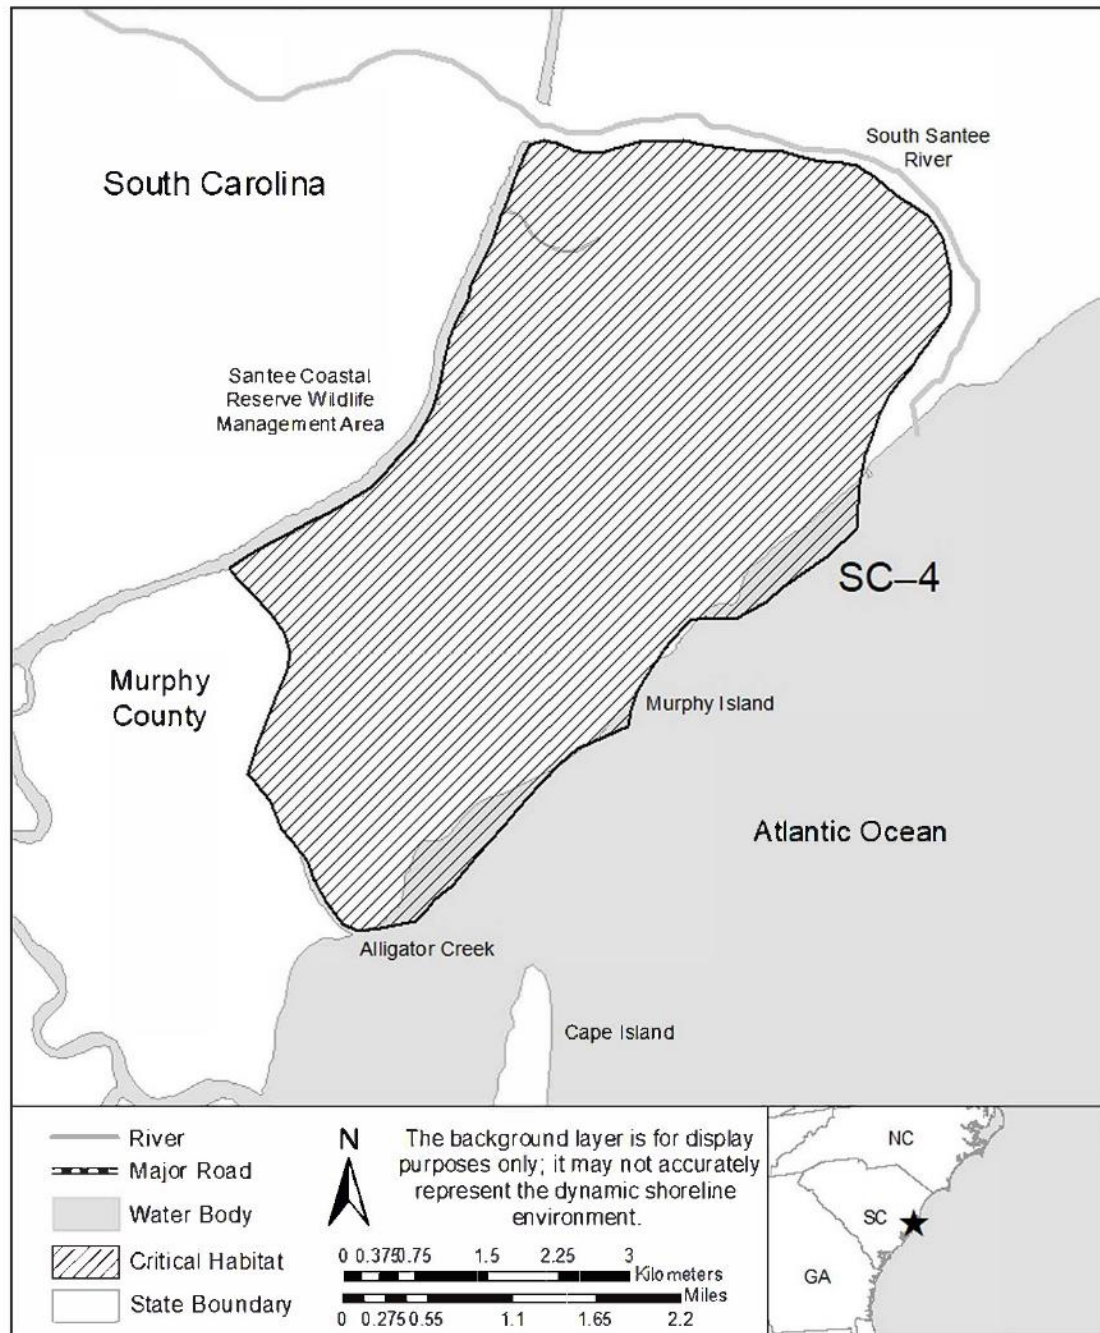 South Santee
River
South Carolina
Santee Coastal
Reserve Wildlife
Management Area
SC–4
Murphy
County
Murphy Island
Atlantic Ocean
Alligator Creek
Cape Island
River
Major Road
Water Body
Critical Habitat
State Boundary
N
The background layer is for display
purposes only; it may not accurately
represent the dynamic shoreline
environment.
0 0.375 0.75 1.5 2.25 3
Kilometers
Miles
0 0.275 0.55 1.1 1.65 2.2
NC
SC
GA